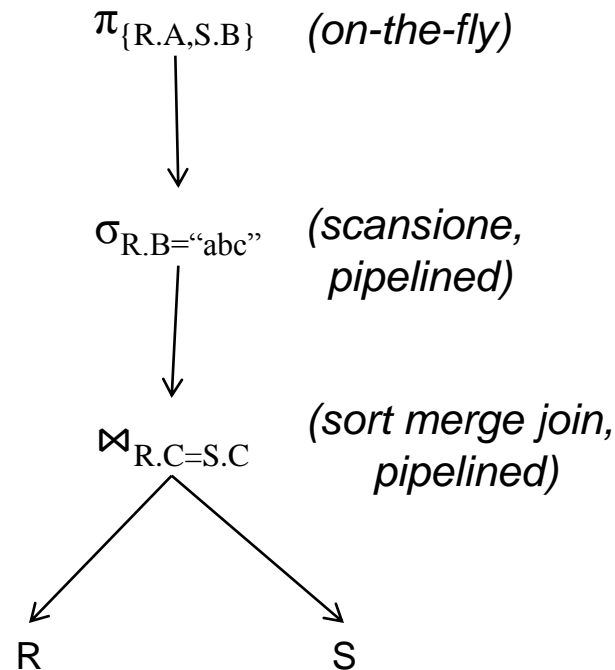 π{R.A,S.B} (on-the-fly)
σR.B=“abc” (scansione,
pipelined)
⋈R.C=S.C (sort merge join,
pipelined)
R S